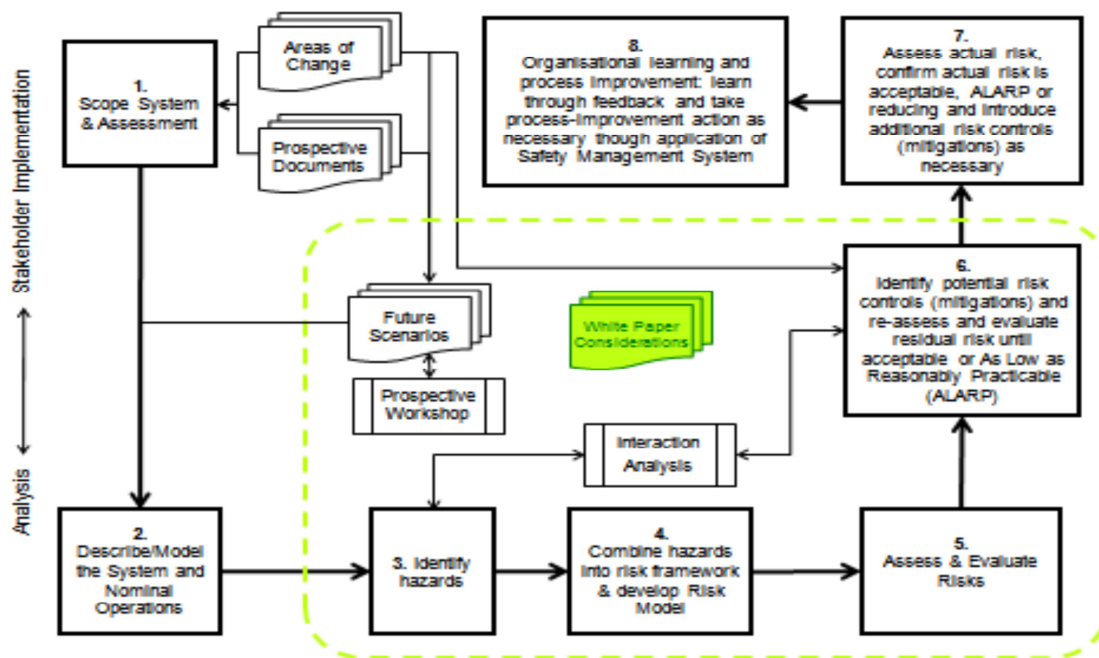 Areas of
Change
Prospective
Documents
1.
Scope System
& Assessment
8.
Organisational learning and
process improvement: learn
through feedback and take
process-improvement action as
necessary though application of
Safety Management System
7.
Assess actual risk,
confirm actual risk is
acceptable, ALARP or
reducing and introduce
additional risk controls
(mitigations) as
necessary
Stakeholder Implementation
Analysis
Future
Scenarios
White Paper
Considerations
Prospective
Workshop
Interaction
Analysis
6.
Identify potential risk
controls (mitigations) and
re-assess and evaluate
residual risk until
acceptable or As Low as
Reasonably Practicable
(ALARP)
2.
Describe/Model
the System and
Nominal
Operations
3. Identify
hazards
4.
Combine hazards
into risk framework
& develop Risk
Model
5.
Assess & Evaluate
Risks